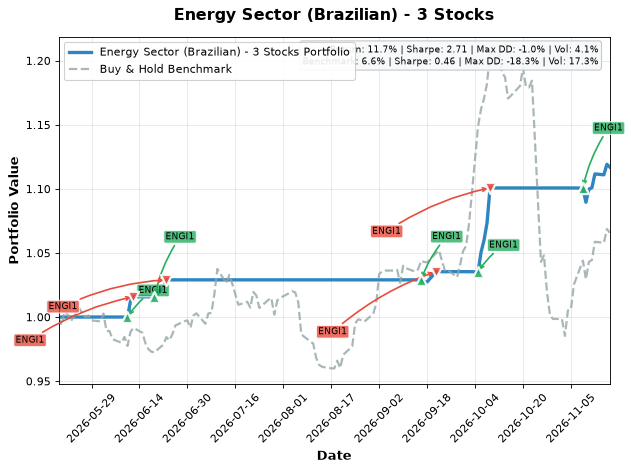 Energy Sector (Brazilian) - 3 Stocks
Energy Sector (Brazilian) - 3 Stocks Portfolio
Buy & Hold Benchmark
n: 11.7% | Sharpe: 2.71 | Max DD: -1.0% | Vol: 4.1%
Benchmark: 6.6% | Sharpe: 0.46 | Max DD: -18.3% | Vol: 17.3%
Portfolio Value
1.20
1.15
1.10
1.05
1.00
0.95
ENGI1
ENGI1
ENGI1
ENGI1
ENGI1
ENGI1
ENGI1
ENGI1
ENGI1
2026-05-29
2026-06-14
2026-06-30
2026-07-16
2026-08-01
2026-08-17
2026-09-02
2026-09-18
2026-10-04
2026-10-20
2026-11-05
Date